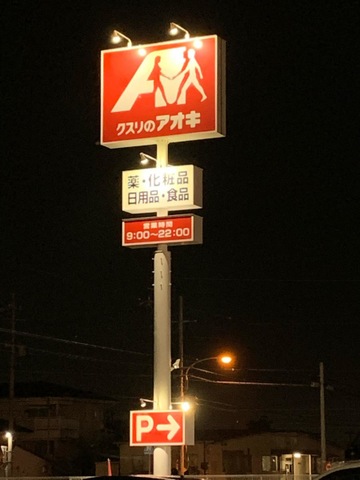 クスリのアオキ
薬・化粧品
日用品・食品
営業時間
9:00〜22:00
P→